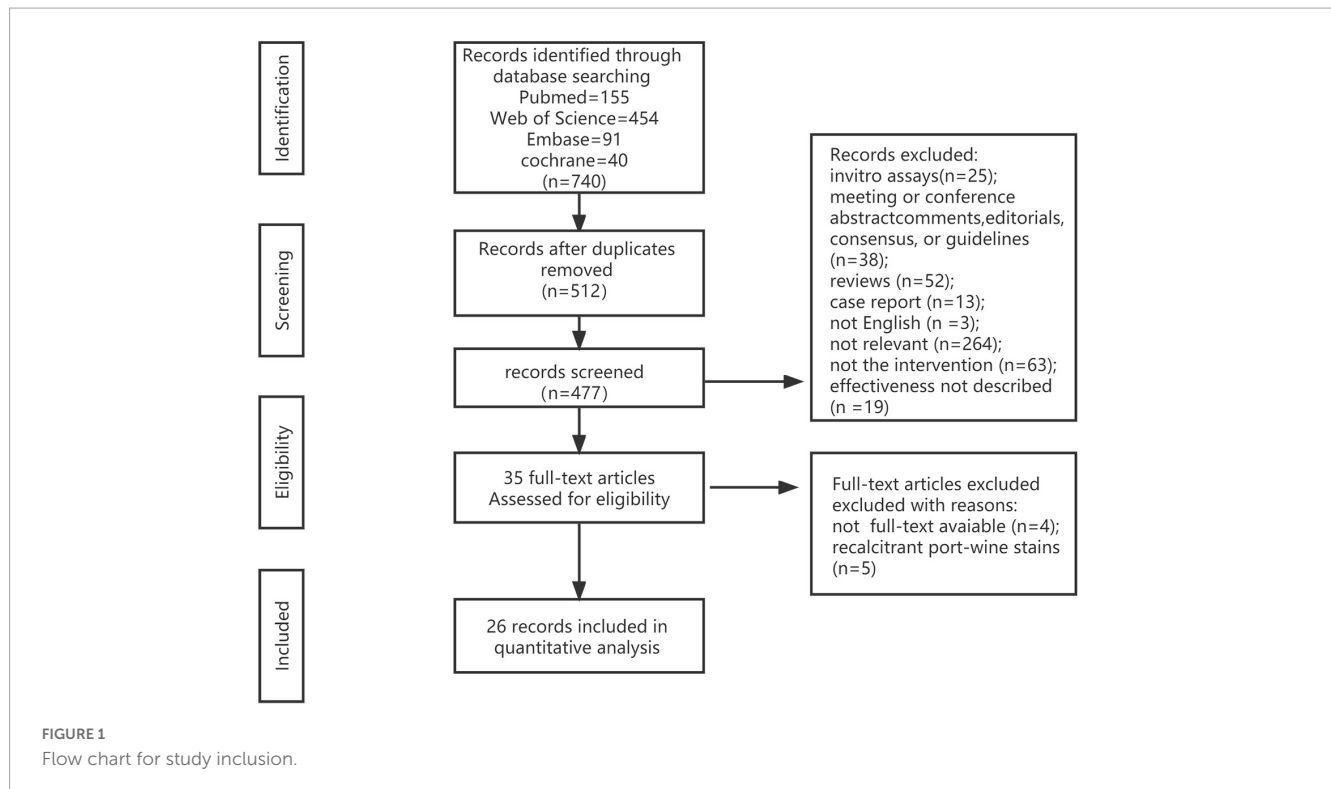 Identification
Records identified through
database searching
Pubmed=155
Web of Science=454
Embase=91
cochrane=40
(n=740)
Records excluded:
invitro assays(n=25);
meeting or conference
abstractcomments,editorials,
consensus, or guidelines
(n=38);
reviews (n=52);
case report (n=13);
not English (n =3);
not relevant (n=264);
not the intervention (n=63);
effectiveness not described
(n =19)
Screening
Records after duplicates
removed
(n=512)
records screened
(n=477)
Eligibility
35 full-text articles
Assessed for eligibility
Full-text articles excluded
excluded with reasons:
not full-text avaiable (n=4);
recalcitrant port-wine stains
(n=5)
Included
26 records included in
quantitative analysis
FIGURE 1
Flow chart for study inclusion.